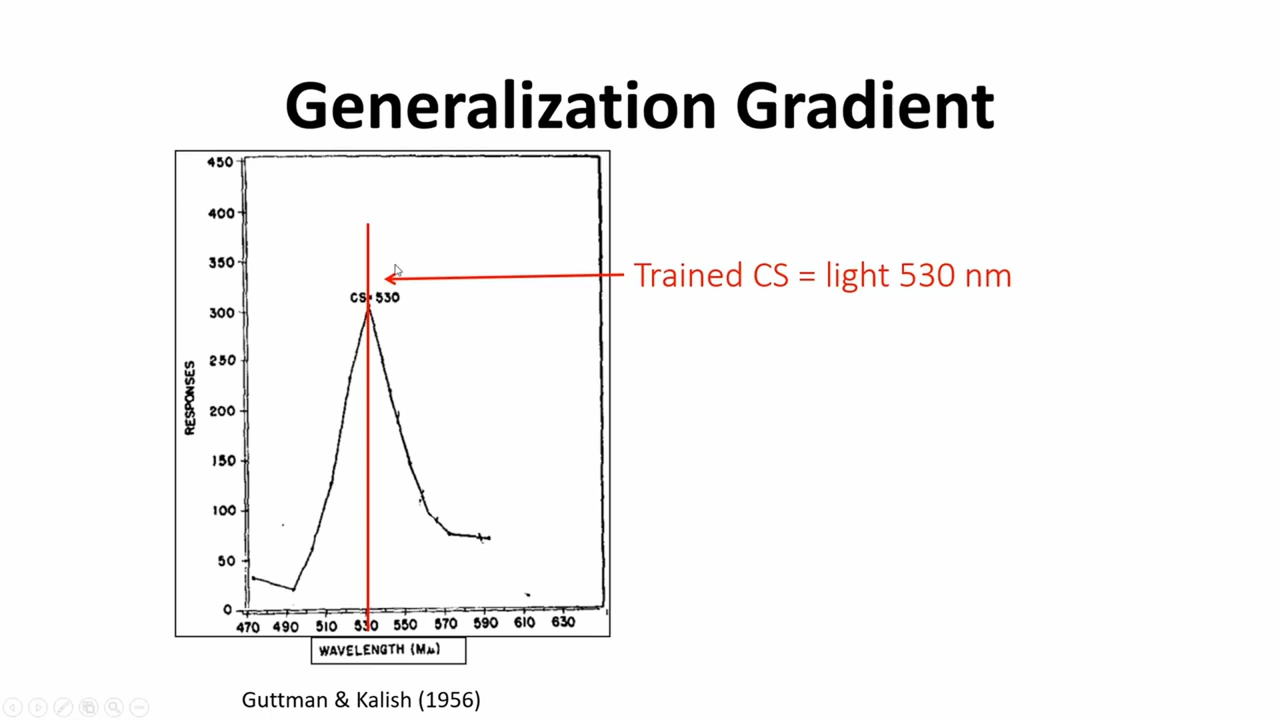 Generalization Gradient
450
400
350
300
250
200
150
100
50
0
RESPONSES
CS=530
Trained CS = light 530 nm
470 490 510 530 550 570 590 610 630
WAVELENGTH (Mμ)
Guttman & Kalish (1956)